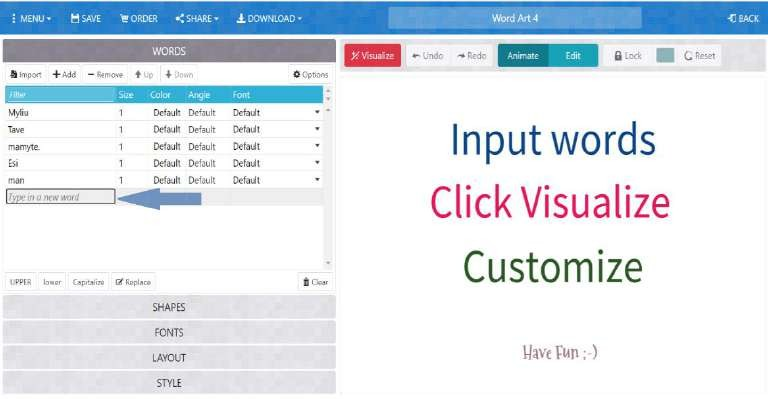 MENU SAVE ORDER SHARE DOWNLOAD Word Art 4 BACK
WORDS
Import Add Remove Up Down Options
Filter Size Color Angle Font
Myliu 1 Default Default Default
Tave 1 Default Default Default
mamyte. 1 Default Default Default
Esi 1 Default Default Default
man 1 Default Default Default
Type in a new word
UPPER lower Capitalize Replace Clear
SHAPES
FONTS
LAYOUT
STYLE
Visualize Undo Redo Animate Edit Lock Reset
Input words
Click Visualize
Customize
Have Fun ;-)